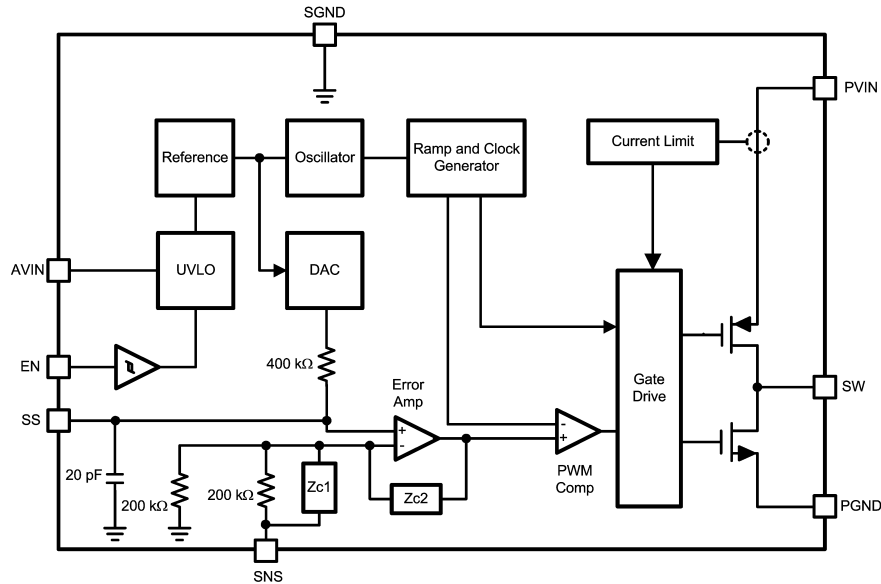 SGND
PVIN
Reference
Oscillator
Ramp and Clock
Generator
Current Limit
AVIN
UVLO
DAC
EN
400 kΩ
Error
Amp
Gate
Drive
SW
SS
+
-
-
+
20 pF
200 kΩ
200 kΩ
Zc1
Zc2
PWM
Comp
PGND
SNS